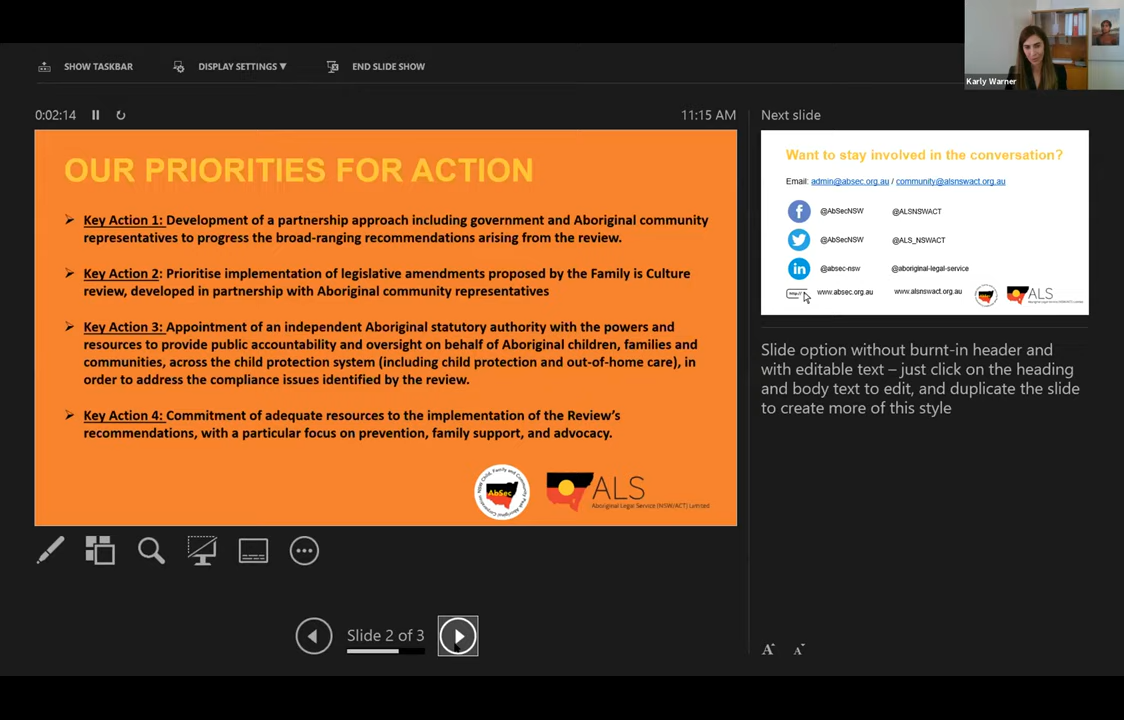 SHOW TASKBAR
DISPLAY SETTINGS ▼
END SLIDE SHOW
Karly Warner
0:02:14
11:15 AM
Next slide
OUR PRIORITIES FOR ACTION
Key Action 1: Development of a partnership approach including government and Aboriginal community
representatives to progress the broad-ranging recommendations arising from the review.
Key Action 2: Prioritise implementation of legislative amendments proposed by the Family is Culture
review, developed in partnership with Aboriginal community representatives
Key Action 3: Appointment of an independent Aboriginal statutory authority with the powers and
resources to provide public accountability and oversight on behalf of Aboriginal children, families and
communities, across the child protection system (including child protection and out-of-home care), in
order to address the compliance issues identified by the review.
Key Action 4: Commitment of adequate resources to the implementation of the Review's
recommendations, with a particular focus on prevention, family support, and advocacy.
AbSec
ALS
Aboriginal Legal Service (NSW/ACT) Limited
Want to stay involved in the conversation?
Email: admin@absec.org.au / community@alsnswact.org.au
@AbSecNSW
@ALSNSWACT
@AbSecNSW
@ALS_NSWACT
@absec-nsw
@aboriginal-legal-service
www.absec.org.au
www.alsnswact.org.au
ALS
Slide option without burnt-in header and
with editable text – just click on the heading
and body text to edit, and duplicate the slide
to create more of this style
Slide 2 of 3